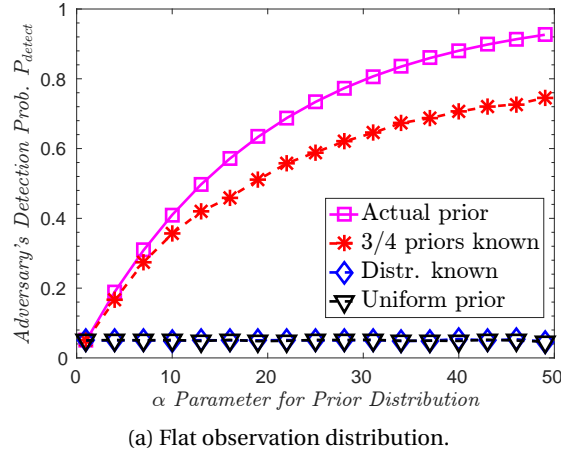 Adversary's Detection Prob. P_detect
1
0.8
0.6
0.4
0.2
0
Actual prior
3/4 priors known
Distr. known
Uniform prior
0 10 20 30 40 50
α Parameter for Prior Distribution
(a) Flat observation distribution.